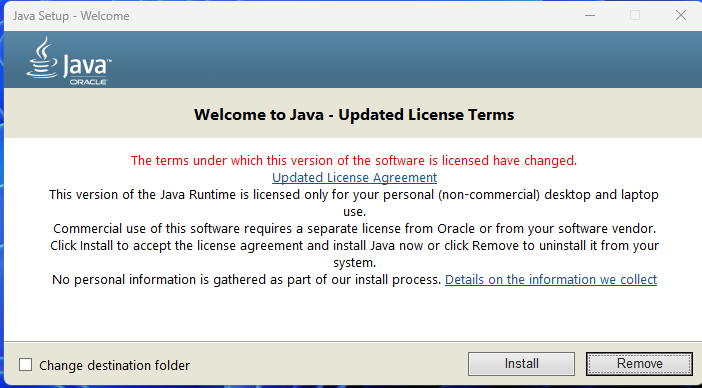 Java Setup - Welcome
Java™
ORACLE
Welcome to Java - Updated License Terms
The terms under which this version of the software is licensed have changed.
Updated License Agreement
This version of the Java Runtime is licensed only for your personal (non-commercial) desktop and laptop
use.
Commercial use of this software requires a separate license from Oracle or from your software vendor.
Click Install to accept the license agreement and install Java now or click Remove to uninstall it from your
system.
No personal information is gathered as part of our install process. Details on the information we collect
Change destination folder
Install
Remove